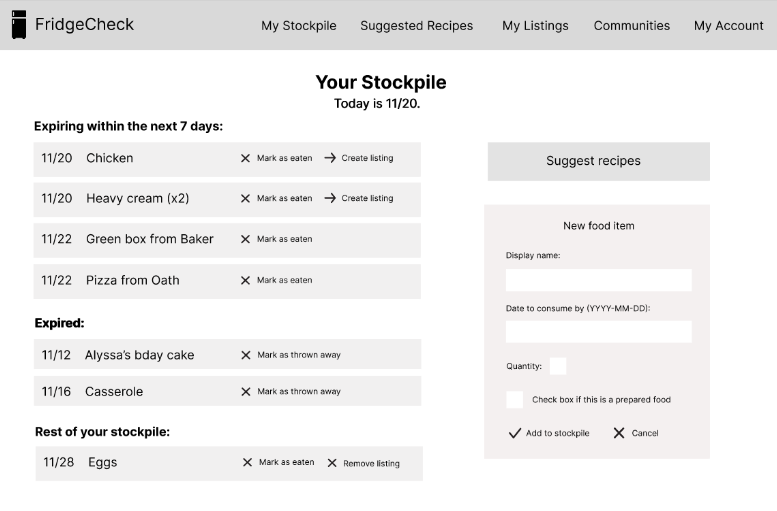 FridgeCheck
My Stockpile Suggested Recipes My Listings Communities My Account
Your Stockpile
Today is 11/20.
Expiring within the next 7 days:
11/20 Chicken Mark as eaten Create listing
11/20 Heavy cream (x2) Mark as eaten Create listing
11/22 Green box from Baker Mark as eaten
11/22 Pizza from Oath Mark as eaten
Expired:
11/12 Alyssa's bday cake Mark as thrown away
11/16 Casserole Mark as thrown away
Rest of your stockpile:
11/28 Eggs Mark as eaten Remove listing
Suggest recipes
New food item
Display name:
Date to consume by (YYYY-MM-DD):
Quantity:
Check box if this is a prepared food
Add to stockpile Cancel